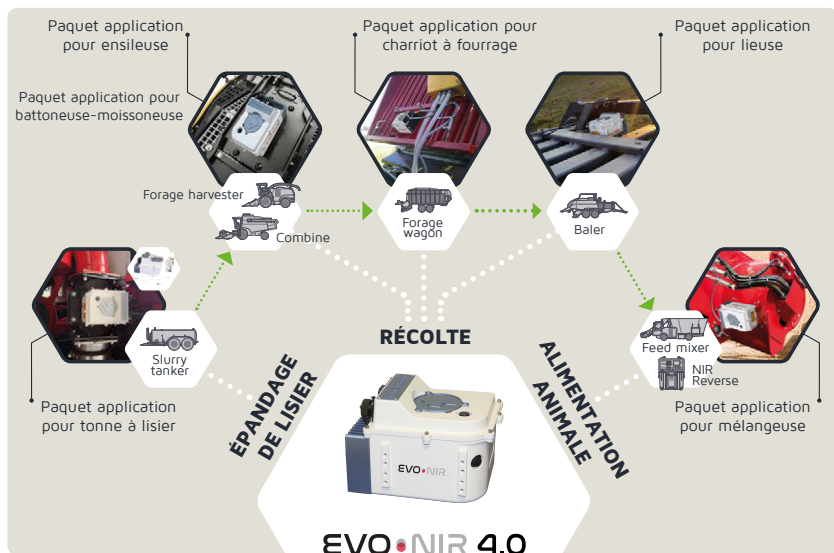 Paquet application
pour ensileuse
Paquet application pour
charriot à fourrage
Paquet application
pour lieuse
Paquet application pour
battoneuse-moissoneuse
Forage harvester
Combine
Forage
wagon
Baler
Slurry
tanker
Feed mixer
NIR
Reverse
Paquet application
pour tonne à lisier
Paquet application
pour mélangeuse
ÉPANDAGE
DE LISIER
RÉCOLTE
ALIMENTATION
ANIMALE
EVO NIR
EVO NIR 4.0